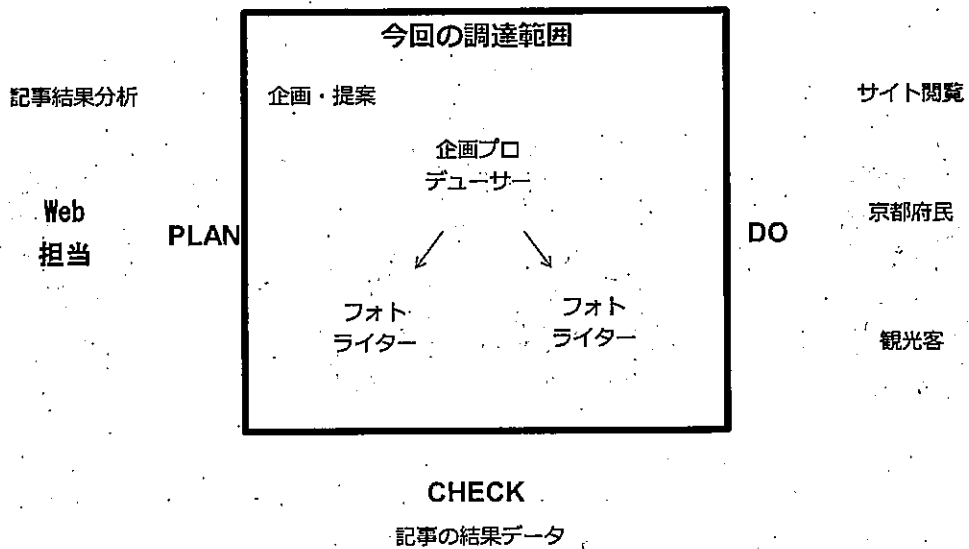 今回の調達範囲
記事結果分析
企画・提案
サイト閲覧
企画プロ
デューサー
Web
担当
PLAN
DO
京都府民
フォト
ライター
フォト
ライター
観光客
CHECK
記事の結果データ